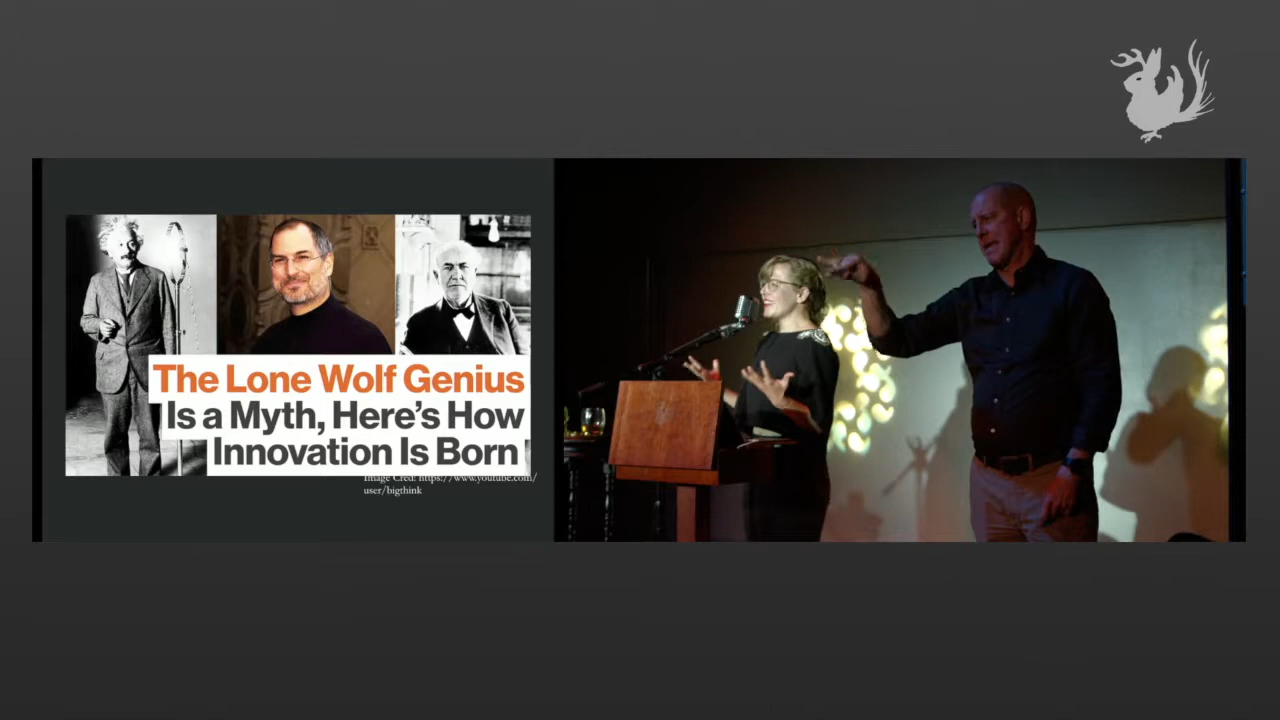 The Lone Wolf Genius
Is a Myth, Here's How
Innovation Is Born
Image Cred: https://www.youtube.com/
user/bigthink